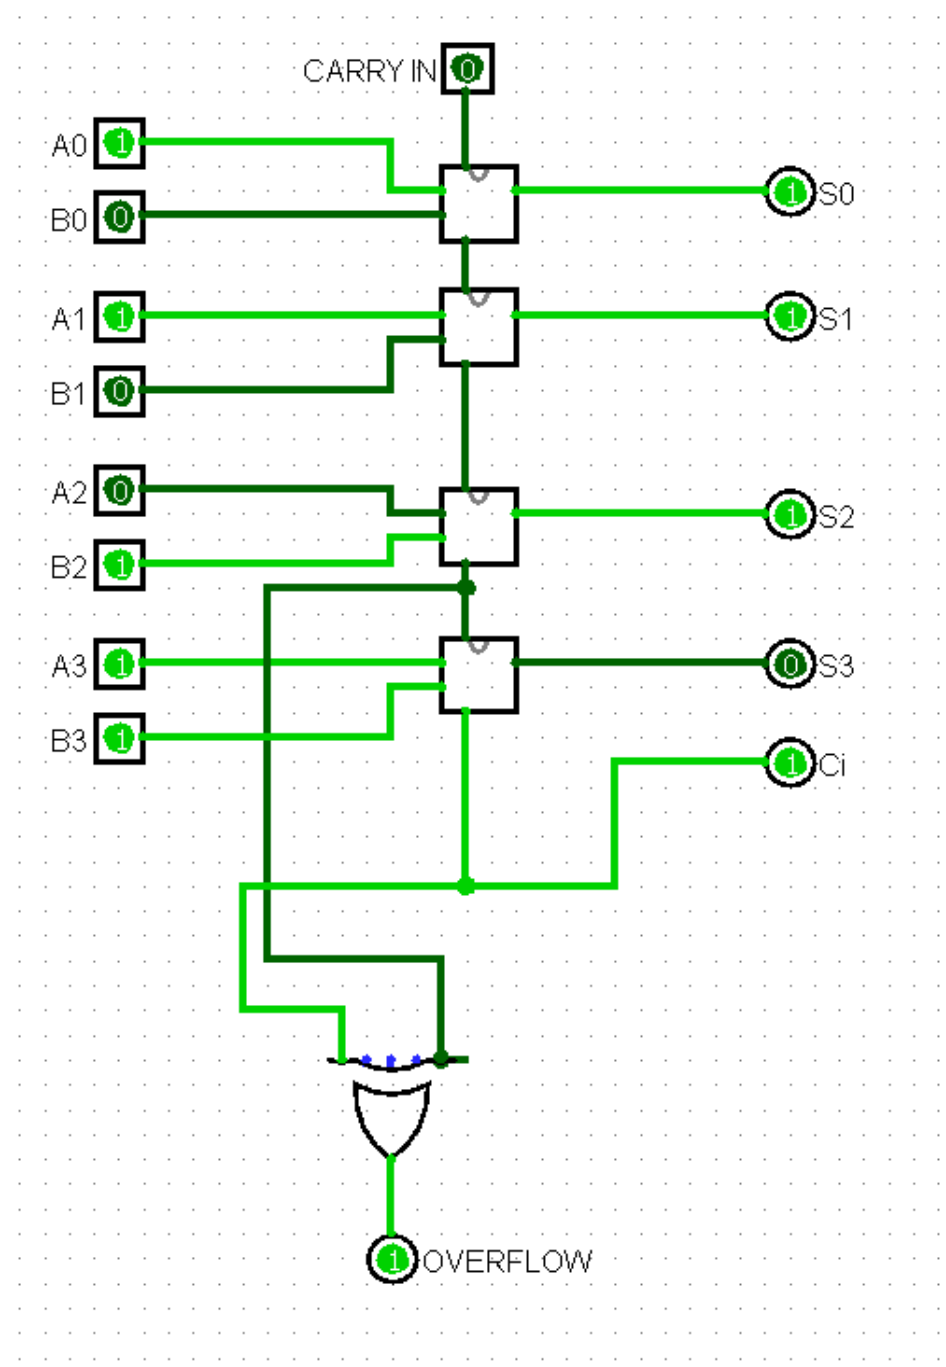 CARRY IN 0
A0 1
S0 1
B0 0
A1 1
S1 1
B1 0
A2 0
S2 1
B2 1
A3 1
S3 0
B3 1
Ci 1
1 OVERFLOW